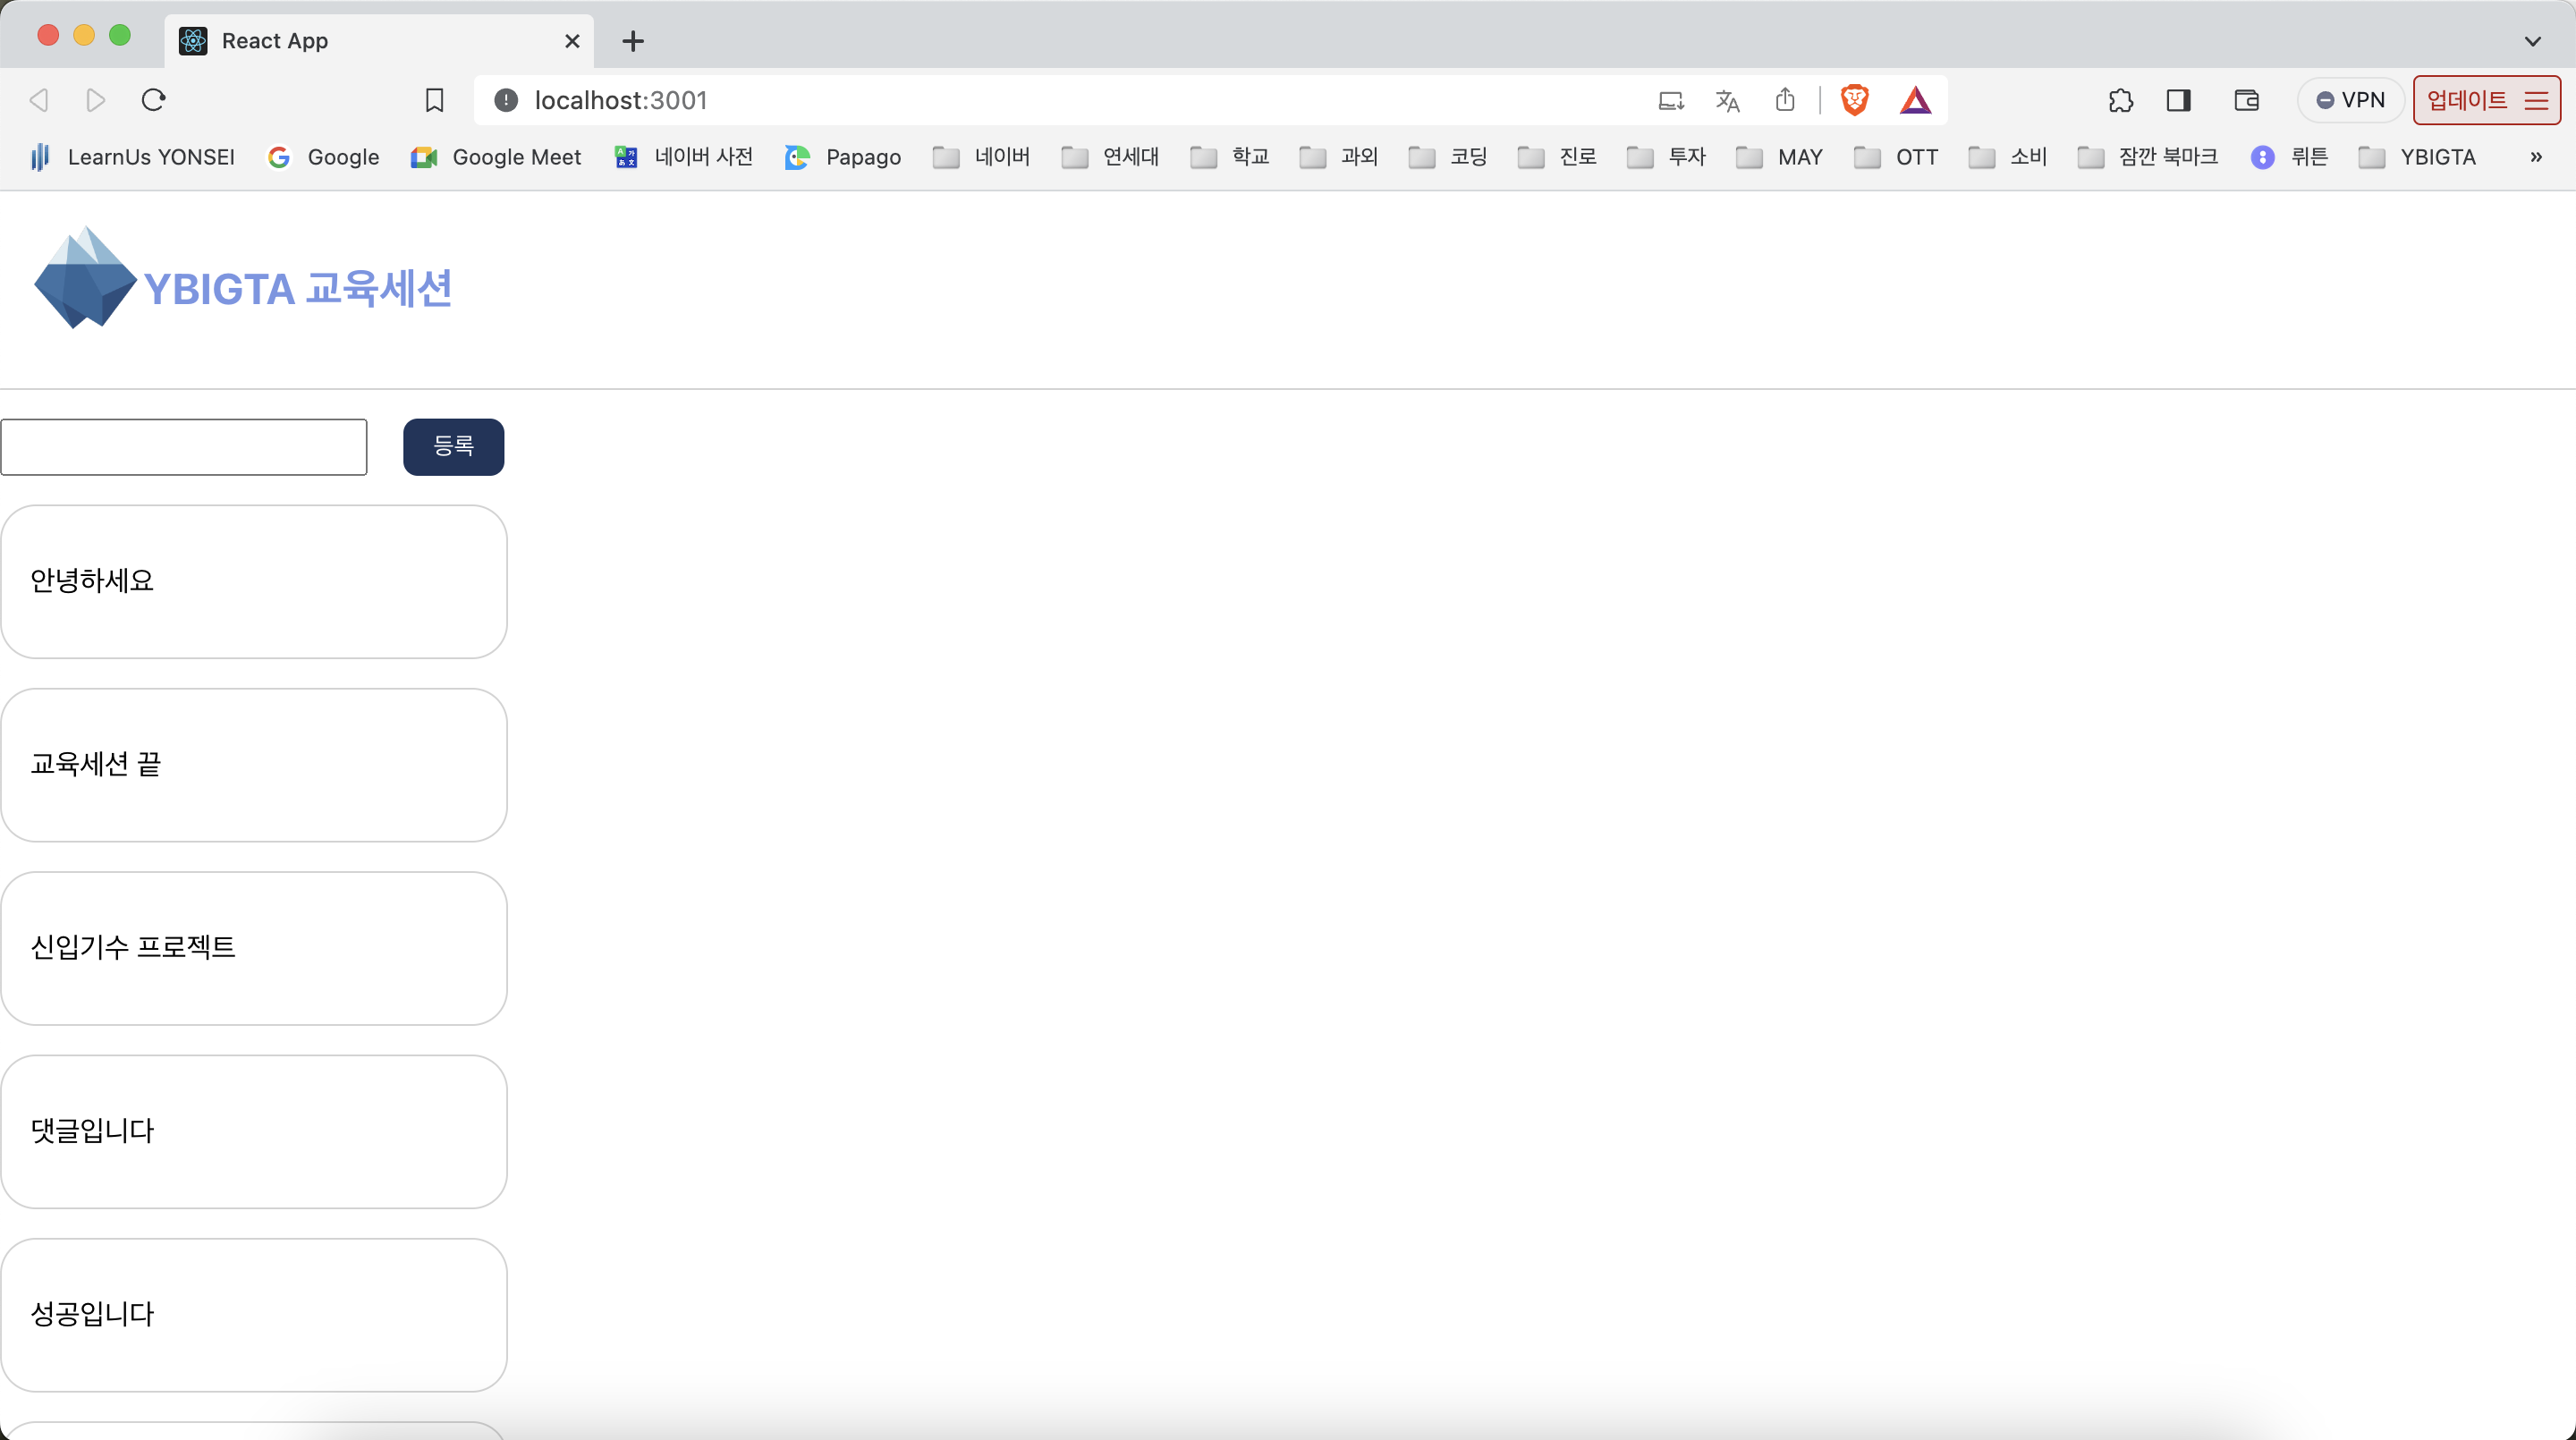 React App
localhost:3001
VPN
업데이트
LearnUs YONSEI Google Google Meet 네이버 사전 Papago 네이버 연세대 학교 과외 코딩 진로 투자 MAY OTT 소비 잠깐 북마크 뤼튼 YBIGTA »
YBIGTA 교육세션
등록
안녕하세요
교육세션 끝
신입기수 프로젝트
댓글입니다
성공입니다